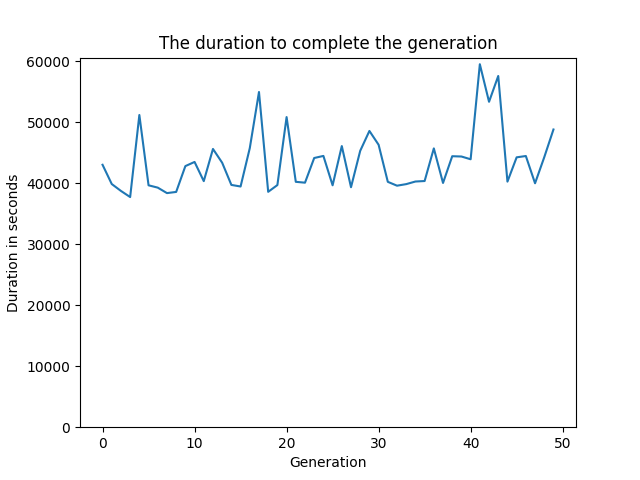 The duration to complete the generation
60000
50000
40000
30000
20000
10000
0
Duration in seconds
0 10 20 30 40 50
Generation